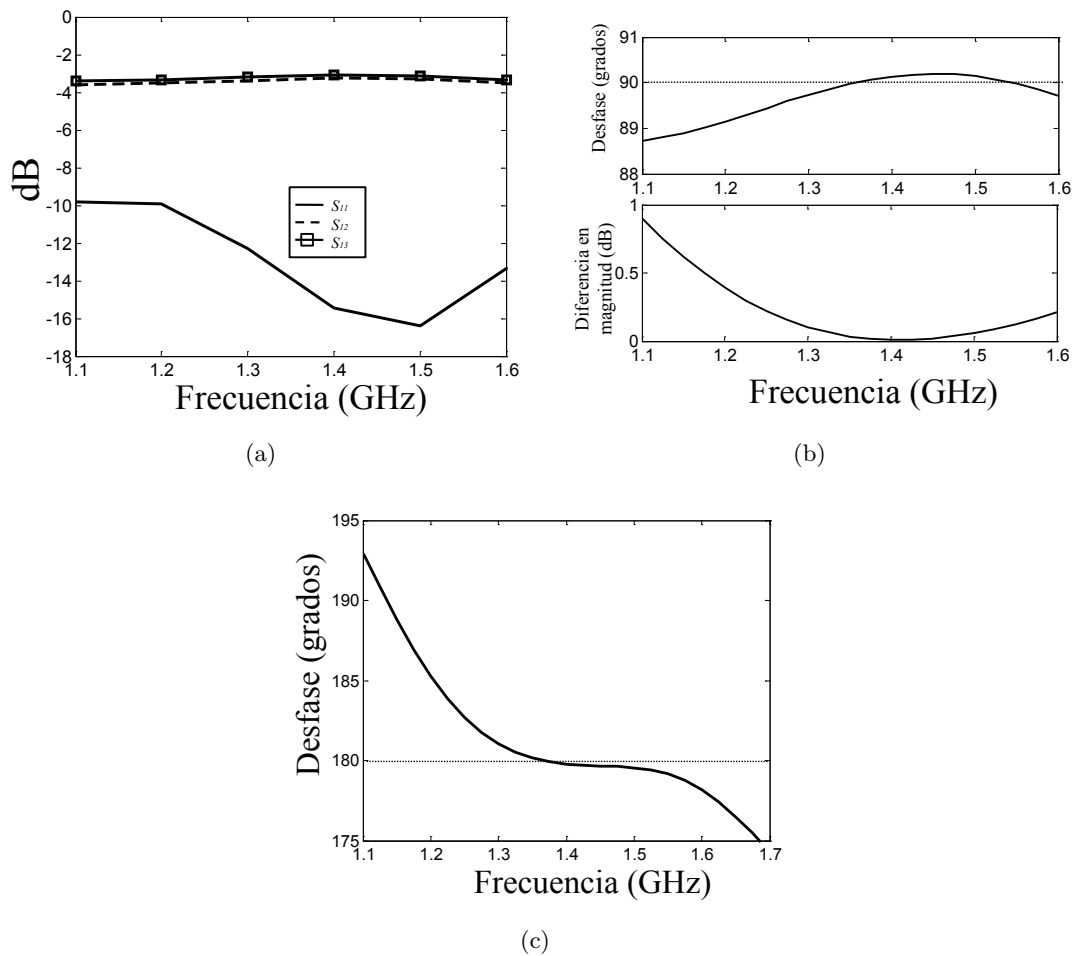 0
-2
-4
-6
-8
-10
-12
-14
-16
-18
dB
1.1 1.2 1.3 1.4 1.5 1.6
Frecuencia (GHz)
S11
S12
S13
(a)
91
90
89
88
Desfase (grados)
1.1 1.2 1.3 1.4 1.5 1.6
1
0.5
0
Diferencia en
magnitud (dB)
1.1 1.2 1.3 1.4 1.5 1.6
Frecuencia (GHz)
(b)
195
190
185
180
175
Desfase (grados)
1.1 1.2 1.3 1.4 1.5 1.6 1.7
Frecuencia (GHz)
(c)